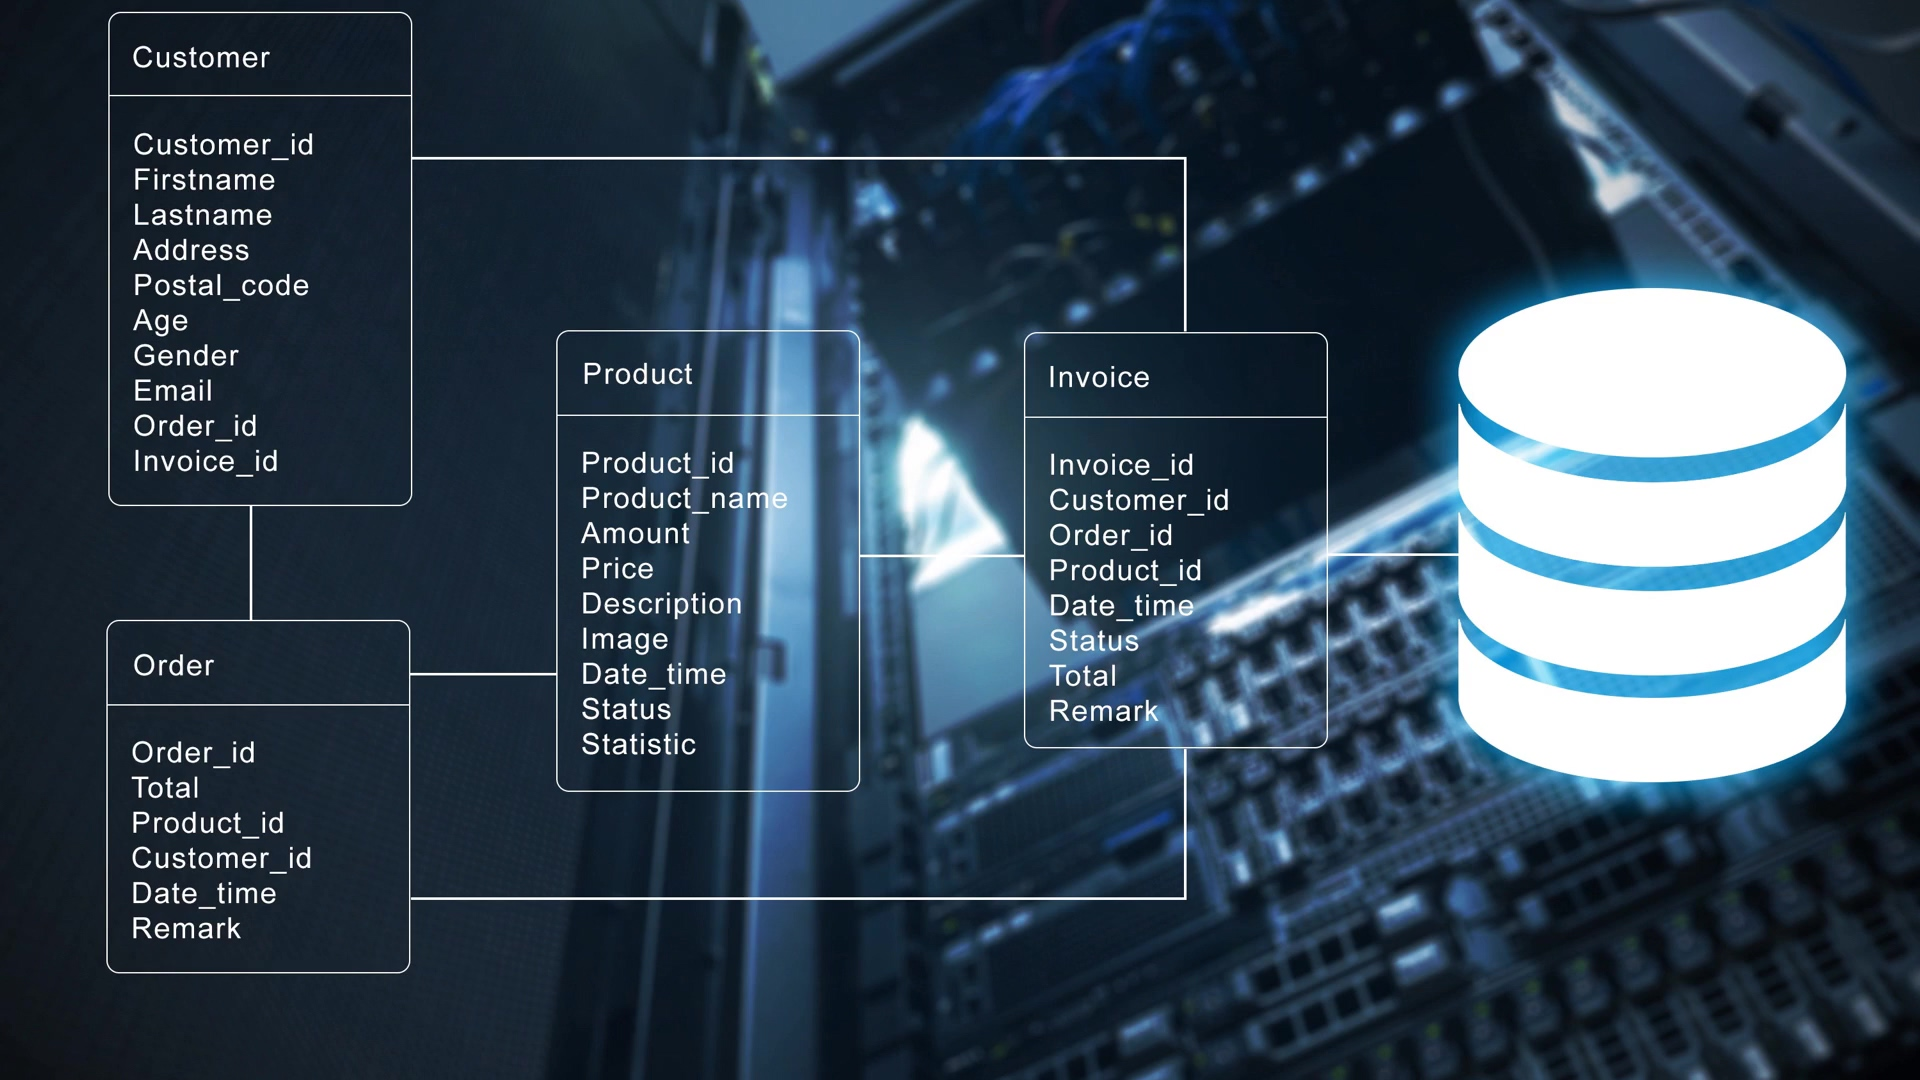 Customer
Customer_id
Firstname
Lastname
Address
Postal_code
Age
Gender
Email
Order_id
Invoice_id
Order
Order_id
Total
Product_id
Customer_id
Date_time
Remark
Product
Product_id
Product_name
Amount
Price
Description
Image
Date_time
Status
Statistic
Invoice
Invoice_id
Customer_id
Order_id
Product_id
Date_time
Status
Total
Remark